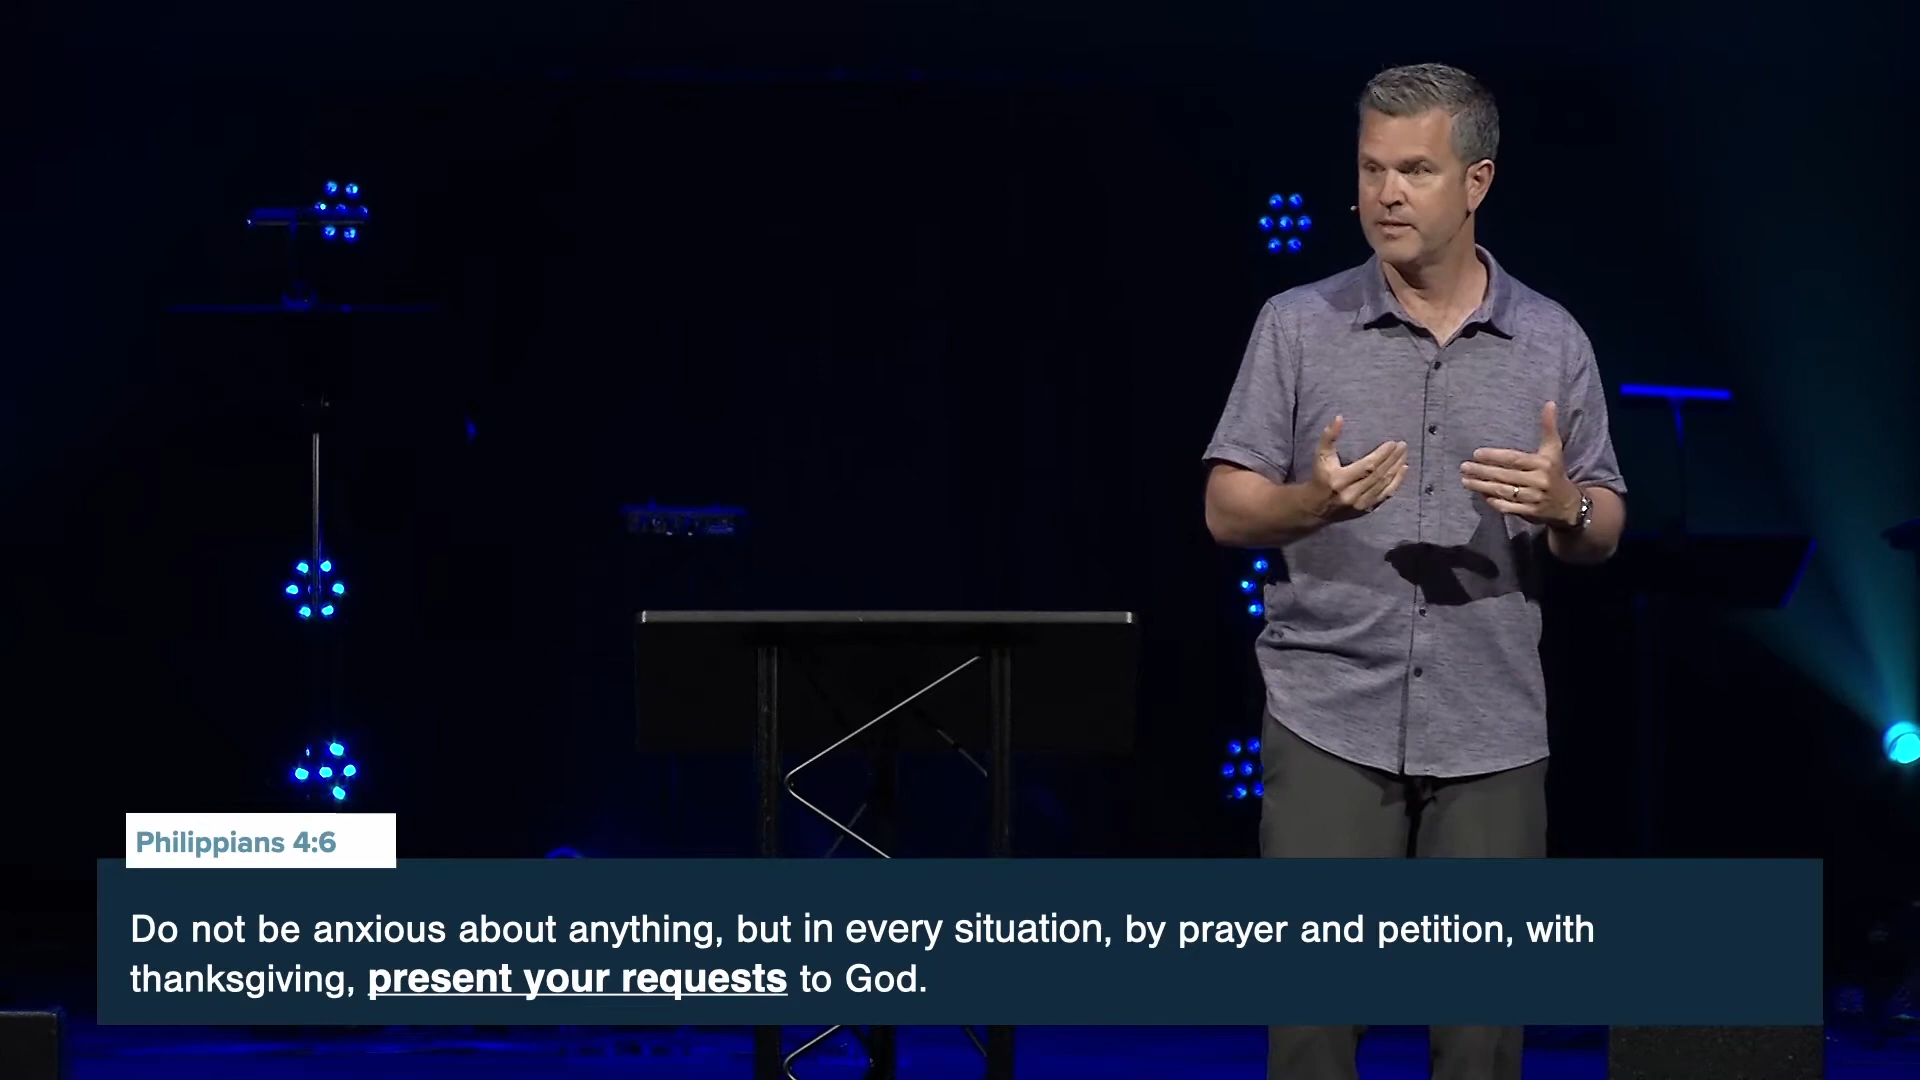 Philippians 4:6
Do not be anxious about anything, but in every situation, by prayer and petition, with
thanksgiving, present your requests to God.